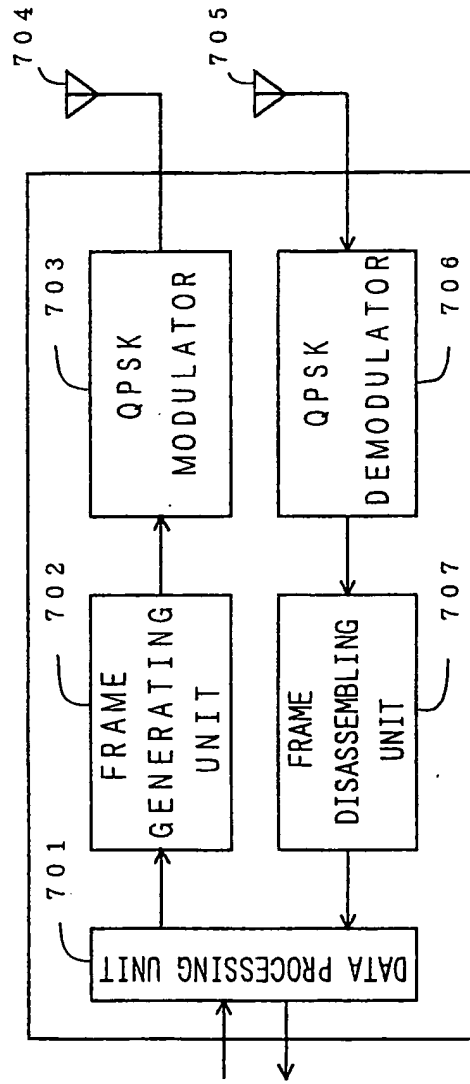 704
705
703
QPSK
MODULATOR
QPSK
DEMODULATOR
706
702
FRAME
GENERATING
UNIT
FRAME
DISASSEMBLING
UNIT
707
701
DATA PROCESSING UNIT